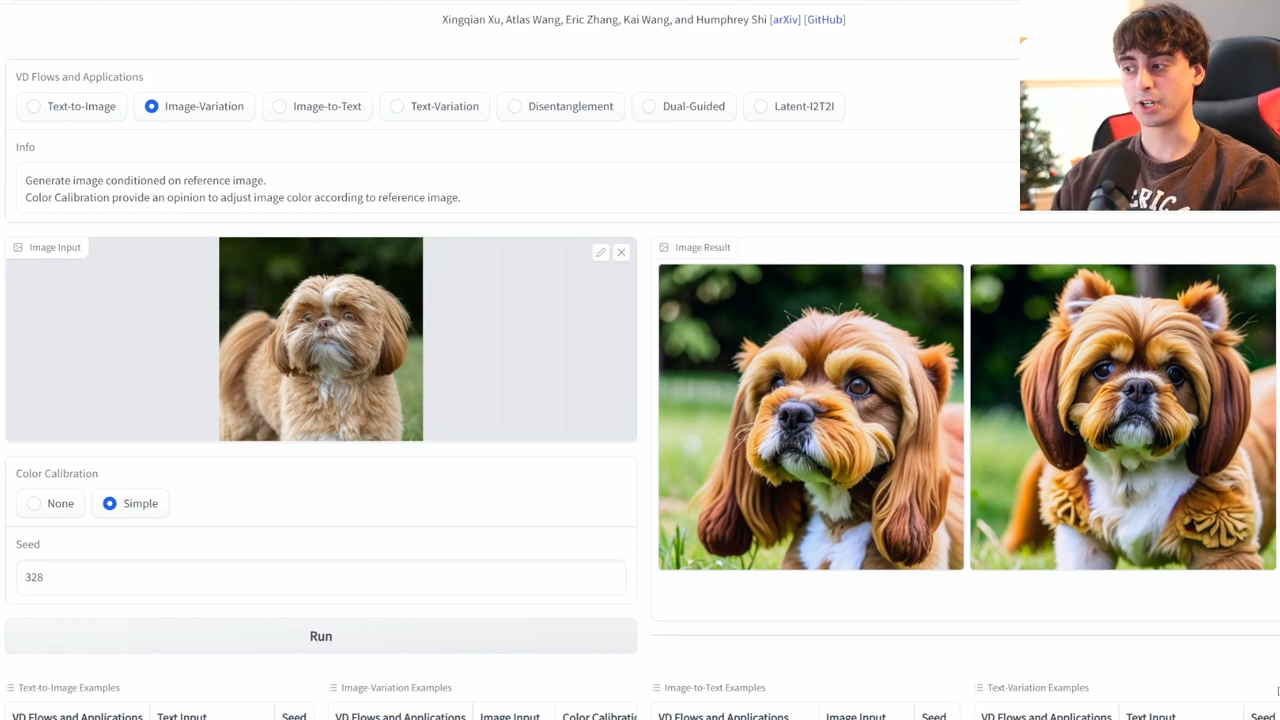 Xingqian Xu, Atlas Wang, Eric Zhang, Kai Wang, and Humphrey Shi [arXiv] [GitHub]
VD Flows and Applications
Text-to-Image
Image-Variation
Image-to-Text
Text-Variation
Disentanglement
Dual-Guided
Latent-I2T2I
Info
Generate image conditioned on reference image.
Color Calibration provide an opinion to adjust image color according to reference image.
Image Input
Image Result
Color Calibration
None
Simple
Seed
328
Run
Text-to-Image Examples
Image-Variation Examples
Image-to-Text Examples
Text-Variation Examples
VD Flows and Applications
Text Input
Seed
VD Flows and Applications
Image Input
Color Calibratic
VD Flows and Applications
Image Input
Seed
VD Flows and Applications
Text Input
Se